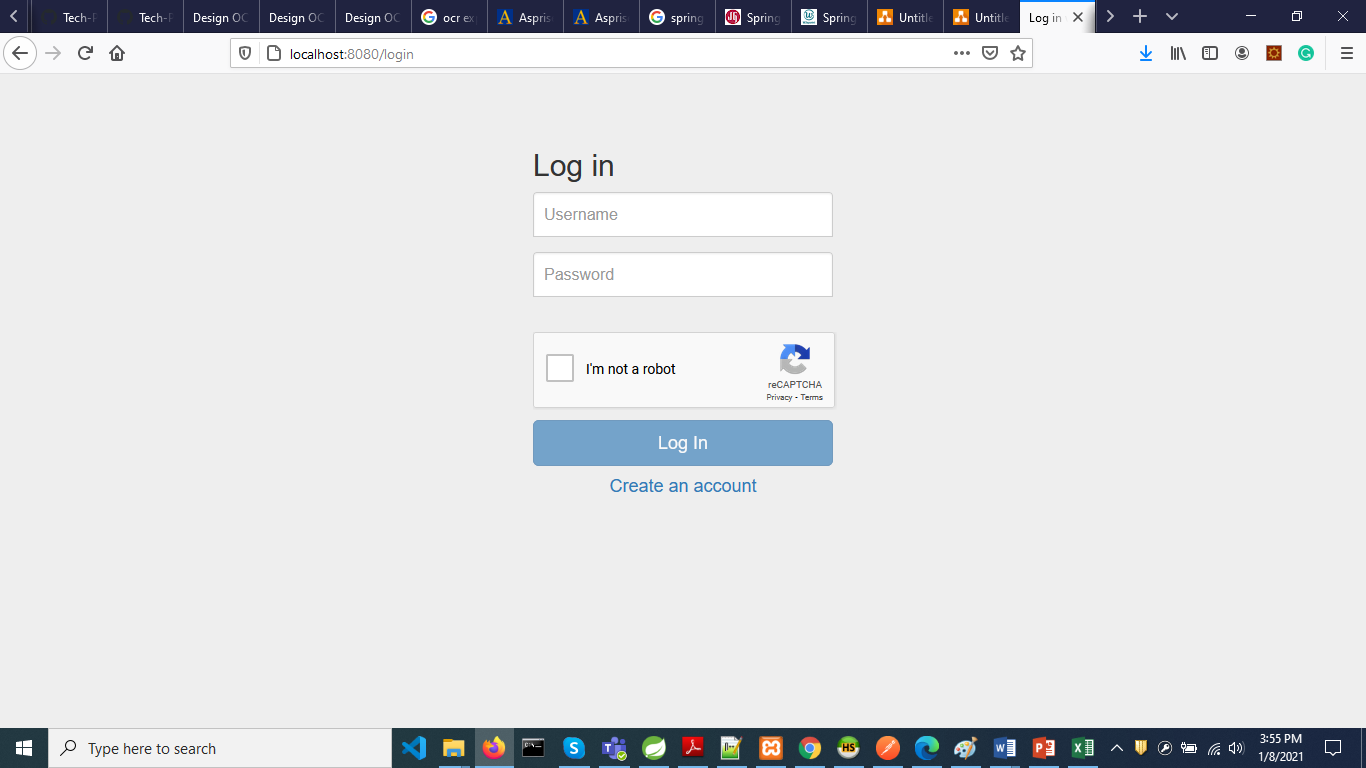 Tech-P
Tech-P
Design OC
Design OC
Design OC
ocr ex
Aspris
Aspris
spring
Spring
Spring
Untitle
Untitle
Log in
localhost:8080/login
Log in
Username
Password
I'm not a robot
reCAPTCHA
Privacy - Terms
Log In
Create an account
Type here to search
HS
3:55 PM
1/8/2021